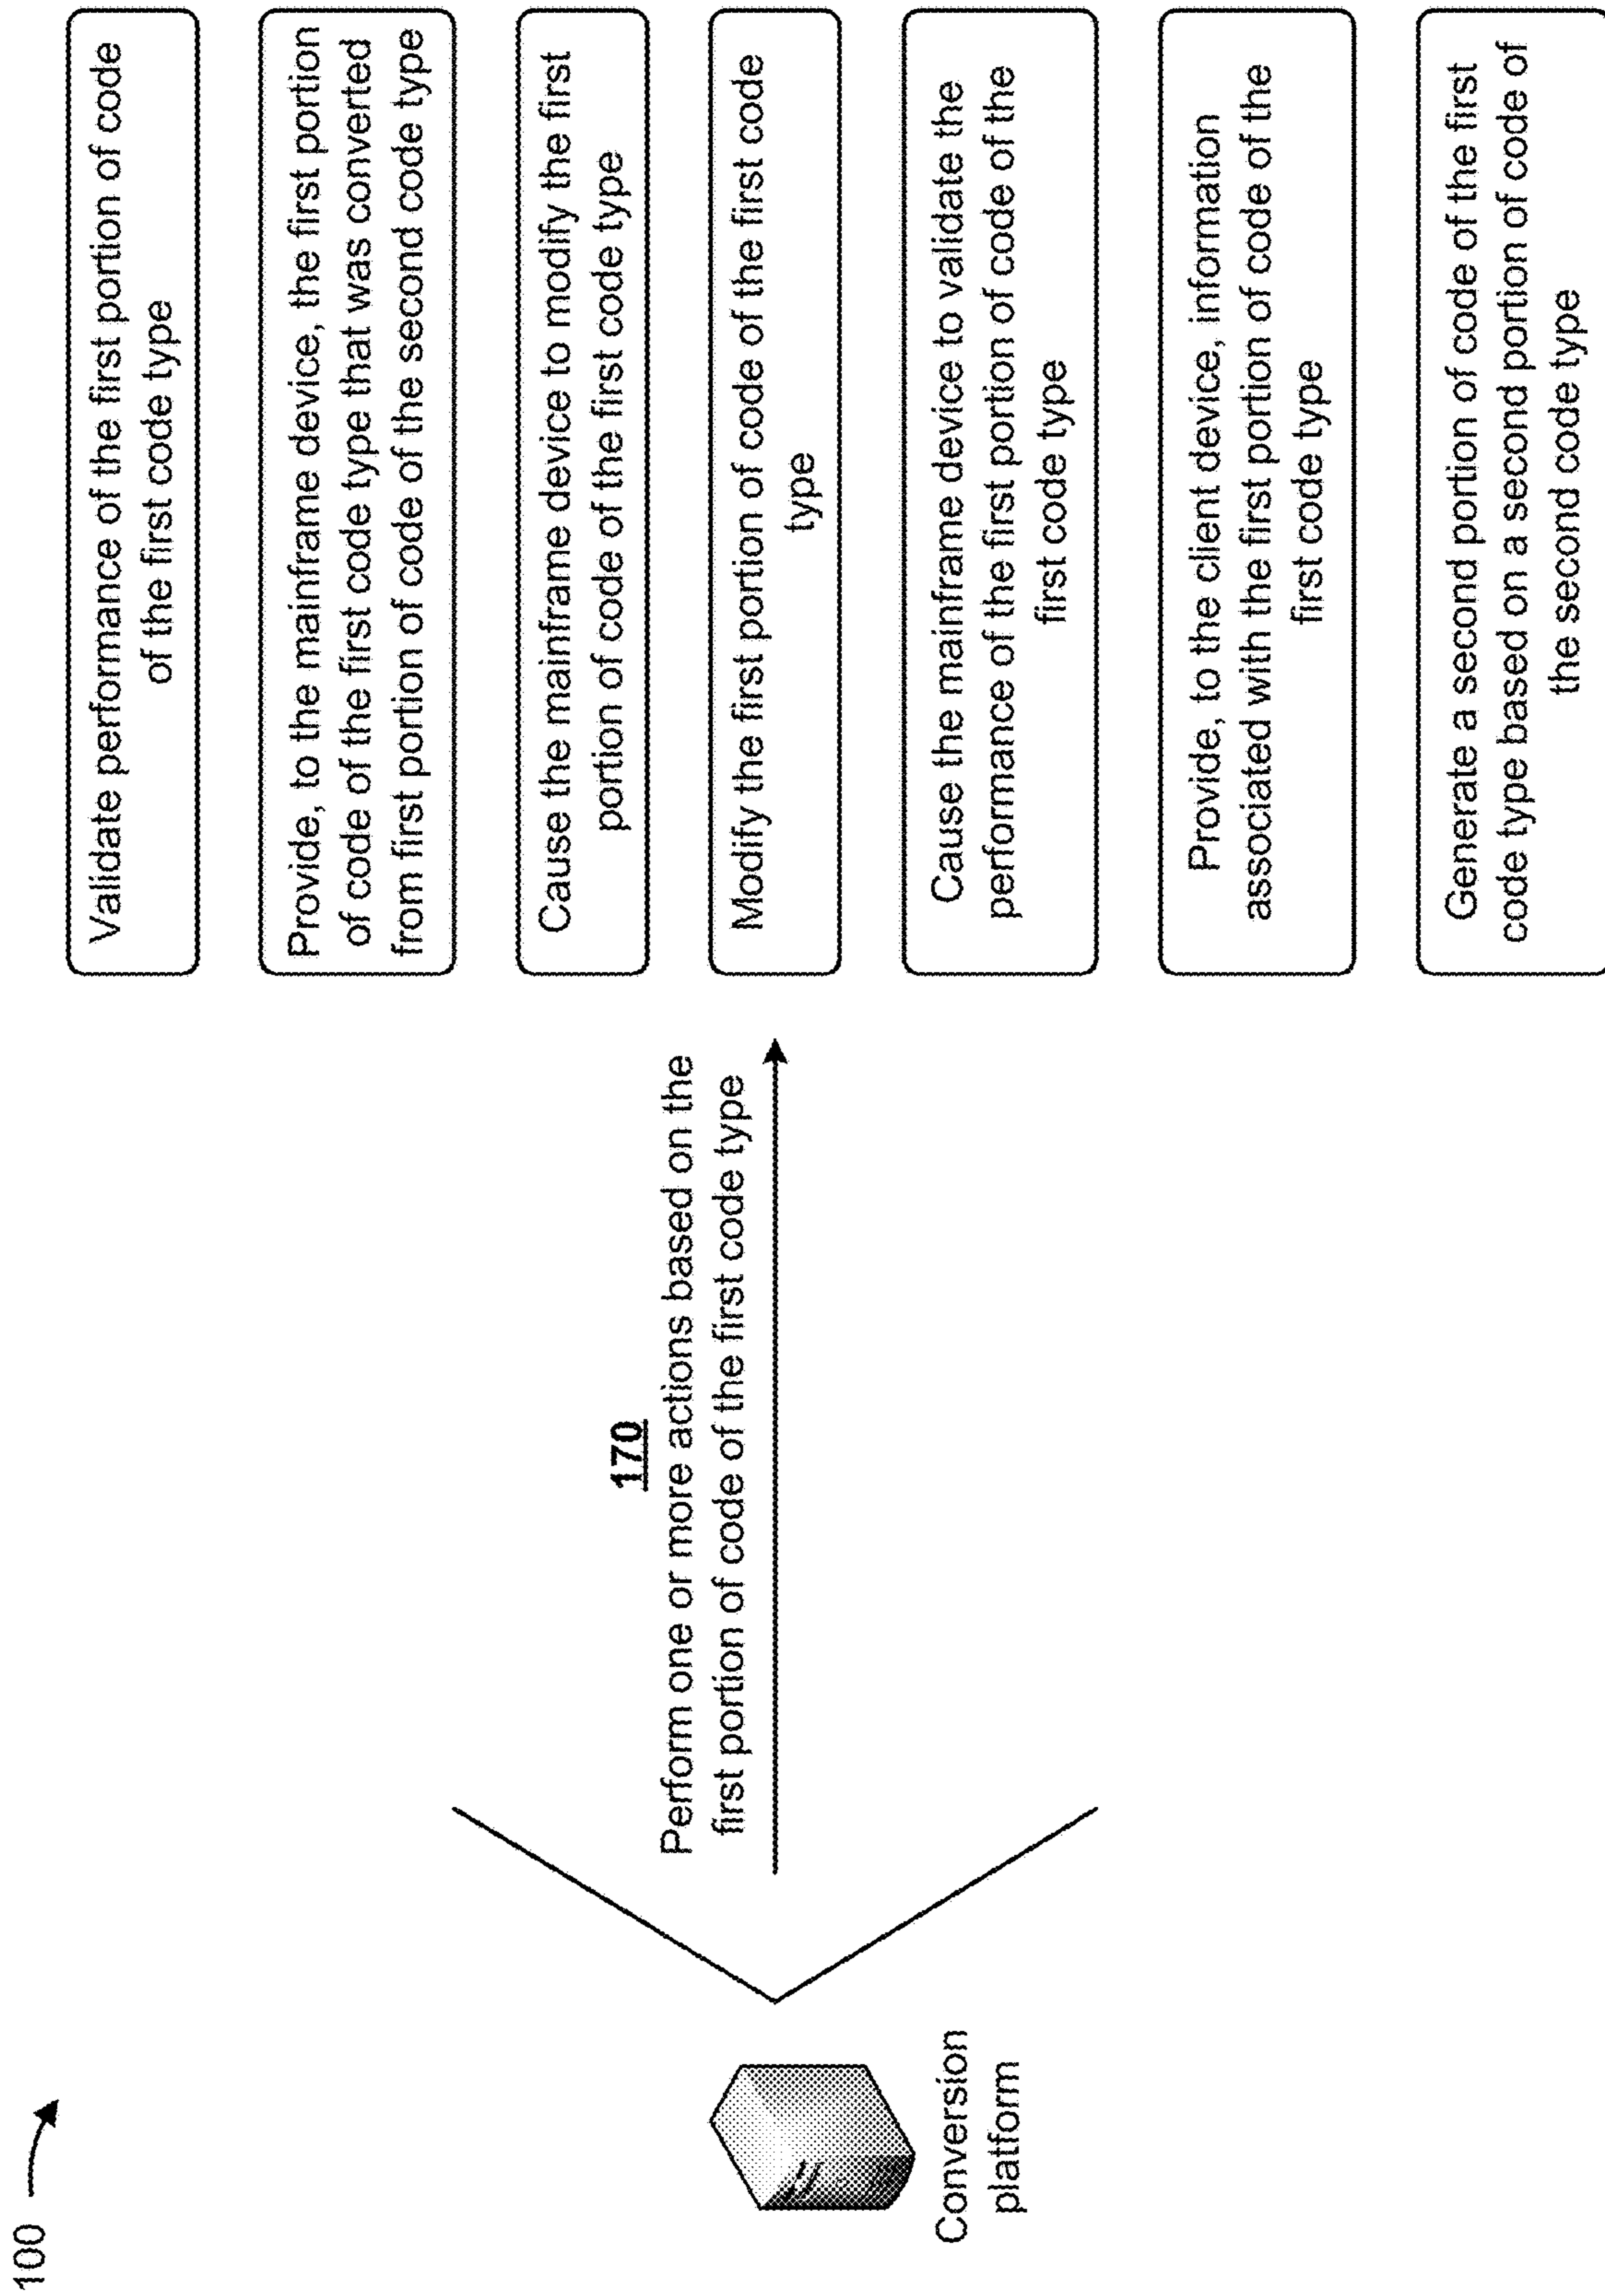 100
Conversion
platform
170
Perform one or more actions based on the
first portion of code of the first code type
Validate performance of the first portion of code
of the first code type
Provide, to the mainframe device, the first portion
of code of the first code type that was converted
from first portion of code of the second code type
Cause the mainframe device to modify the first
portion of code of the first code type
Modify the first portion of code of the first code
type
Cause the mainframe device to validate the
performance of the first portion of code of the
first code type
Provide, to the client device, information
associated with the first portion of code of the
first code type
Generate a second portion of code of the first
code type based on a second portion of code of
the second code type